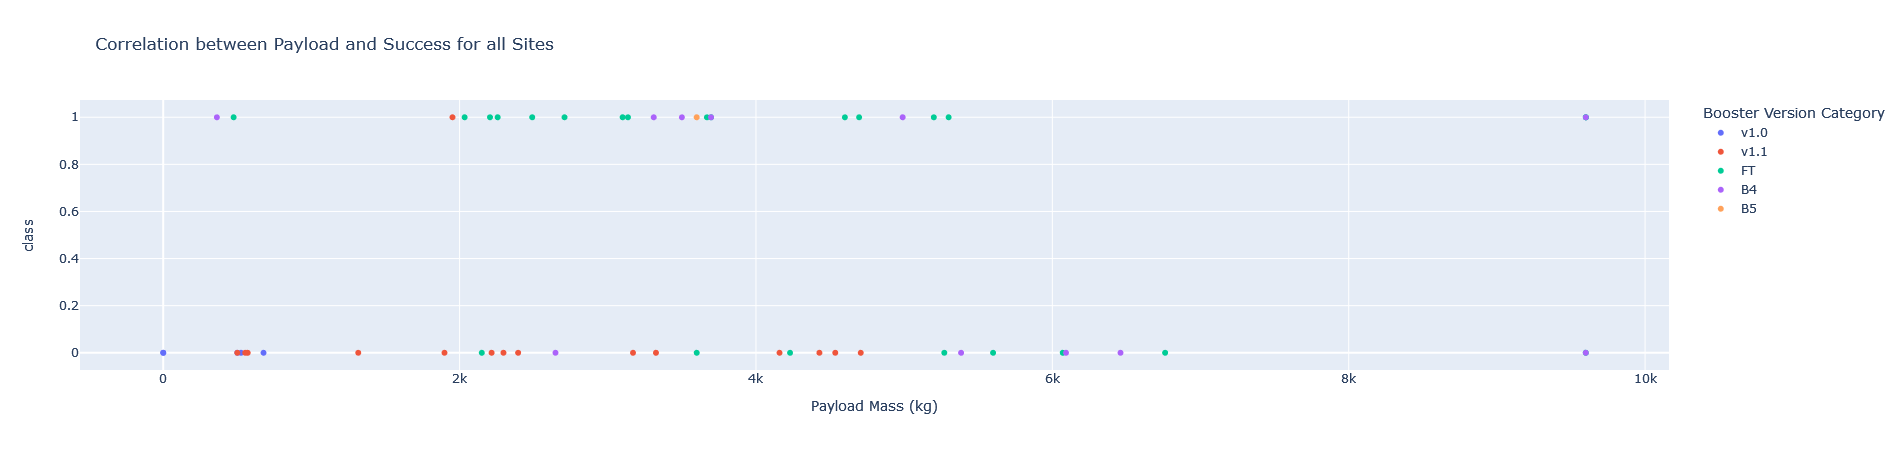 Correlation between Payload and Success for all Sites
1
0.8
0.6
0.4
0.2
0
class
0
2k
4k
6k
8k
10k
Payload Mass (kg)
Booster Version Category
v1.0
v1.1
FT
B4
B5